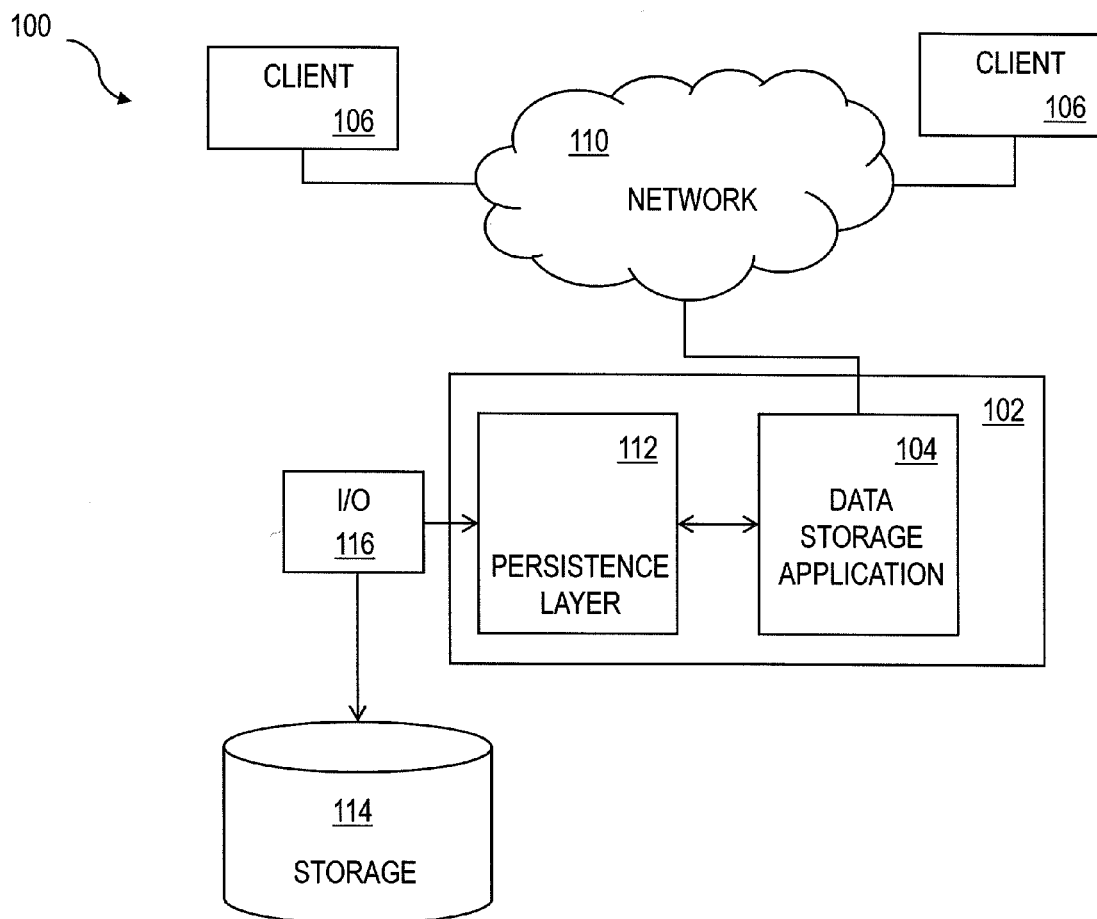 100
CLIENT
106
CLIENT
106
110
NETWORK
102
112
PERSISTENCE
LAYER
104
DATA
STORAGE
APPLICATION
I/O
116
114
STORAGE